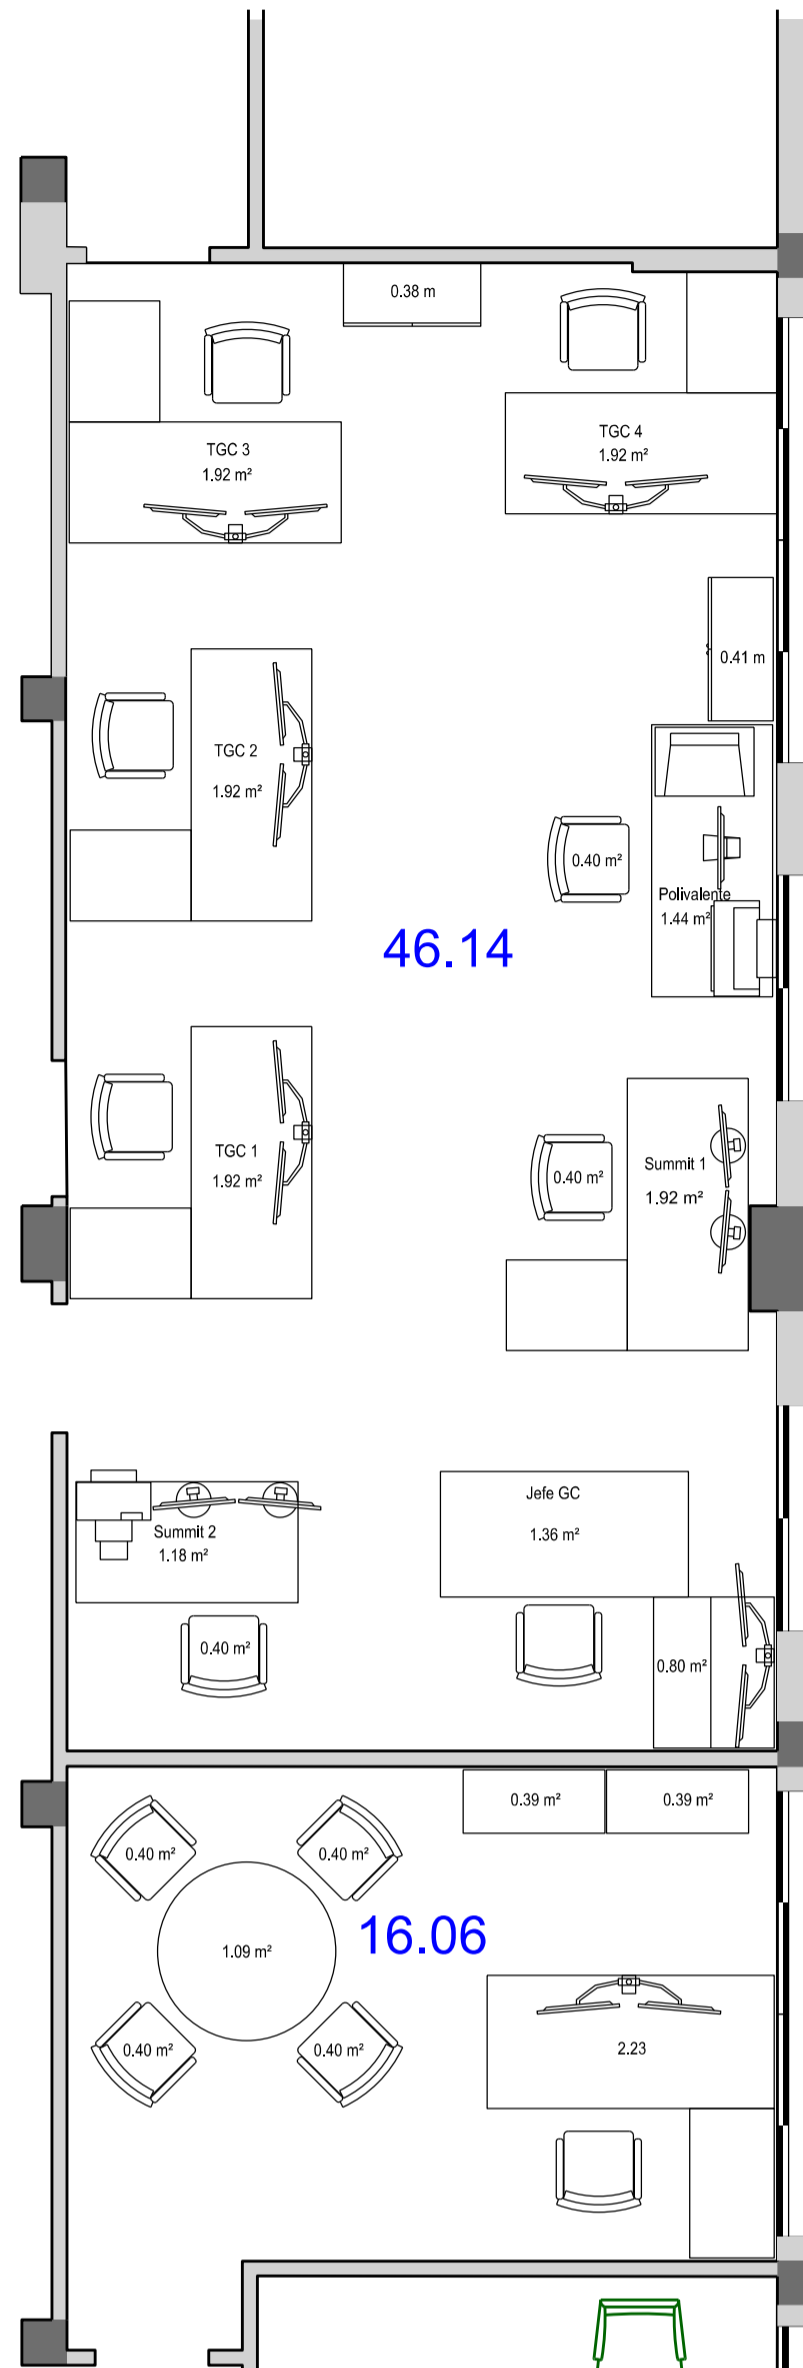 0.38 m
TGC 3
1.92 m²
TGC 4
1.92 m²
0.41 m
TGC 2
1.92 m²
0.40 m²
Polivalente
1.44 m²
46.14
TGC 1
1.92 m²
0.40 m²
Summit 1
1.92 m²
Summit 2
1.18 m²
Jefe GC
1.36 m²
0.40 m²
0.80 m²
0.39 m²
0.39 m²
0.40 m²
0.40 m²
1.09 m²
16.06
0.40 m²
0.40 m²
2.23